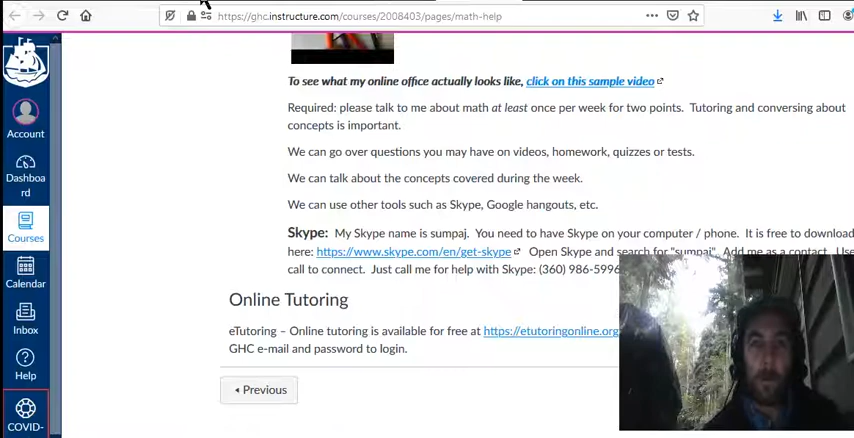 https://ghc.instructure.com/courses/2008403/pages/math-help
Account
Dashboa
rd
Courses
Calendar
Inbox
Help
COVID-
To see what my online office actually looks like, click on this sample video
Required: please talk to me about math at least once per week for two points. Tutoring and conversing about
concepts is important.
We can go over questions you may have on videos, homework, quizzes or tests.
We can talk about the concepts covered during the week.
We can use other tools such as Skype, Google hangouts, etc.
Skype: My Skype name is sumpaj. You need to have Skype on your computer / phone. It is free to download
here: https://www.skype.com/en/get-skype Open Skype and search for "sumpaj". Add me as a contact. Use
call to connect. Just call me for help with Skype: (360) 986-5996
Online Tutoring
eTutoring – Online tutoring is available for free at https://etutoringonline.org
GHC e-mail and password to login.
Previous